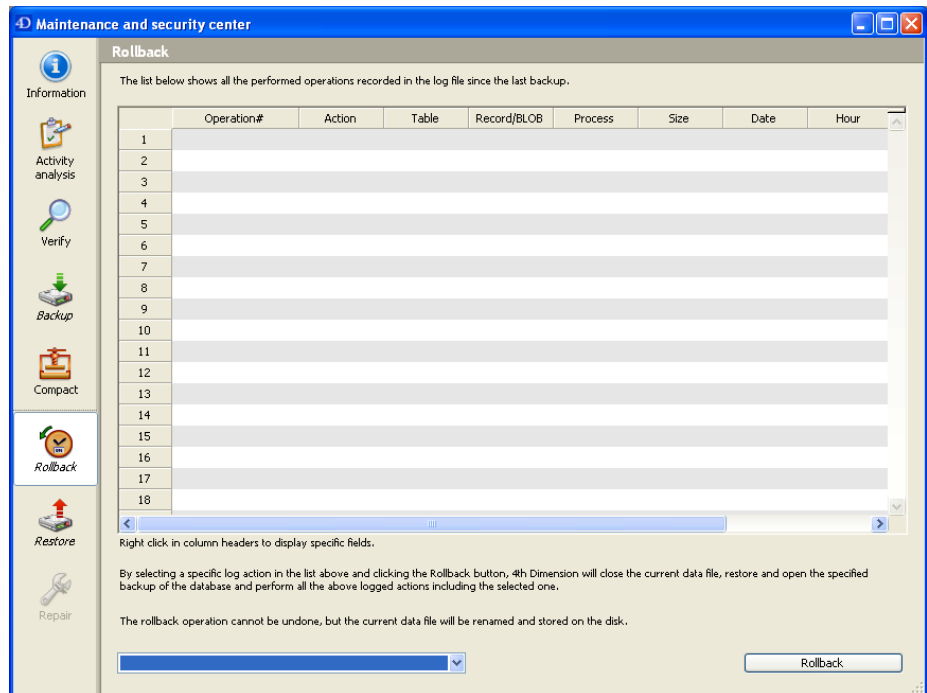 4D Maintenance and security center
Information
Activity
analysis
Verify
Backup
Compact
Rollback
Restore
Repair
Rollback
The list below shows all the performed operations recorded in the log file since the last backup.
Operation# Action Table Record/BLOB Process Size Date Hour
1
2
3
4
5
6
7
8
9
10
11
12
13
14
15
16
17
18
Right click in column headers to display specific fields.
By selecting a specific log action in the list above and clicking the Rollback button, 4th Dimension will close the current data file, restore and open the specified
backup of the database and perform all the above logged actions including the selected one.
The rollback operation cannot be undone, but the current data file will be renamed and stored on the disk.
Rollback